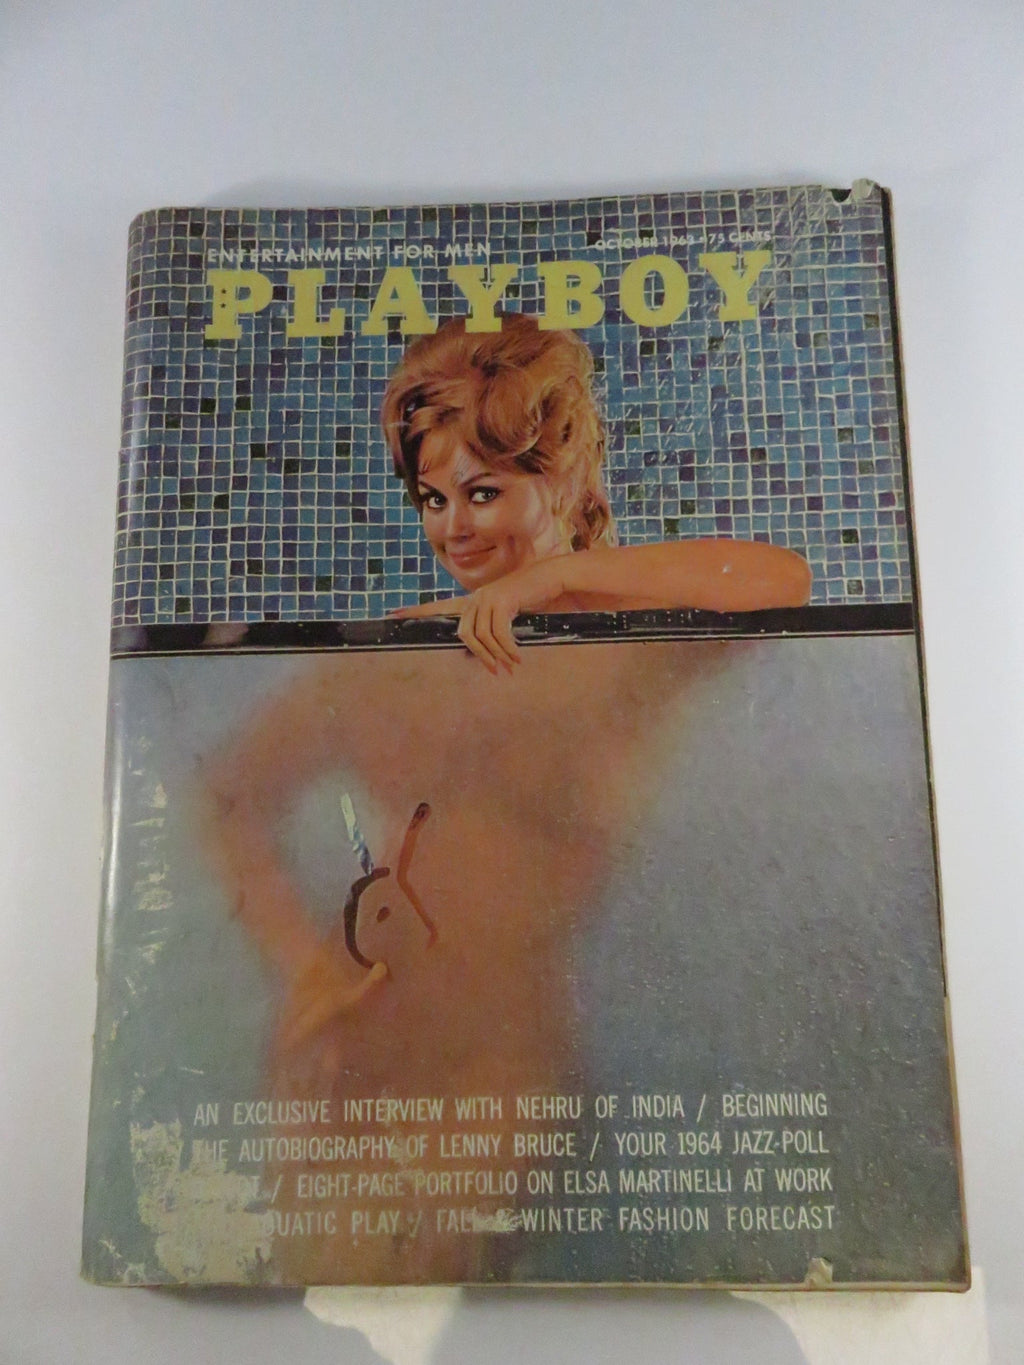 ENTERTAINMENT FOR MEN
OCTOBER 1963 • 75 CENTS
PLAYBOY
AN EXCLUSIVE INTERVIEW WITH NEHRU OF INDIA / BEGINNING
THE AUTOBIOGRAPHY OF LENNY BRUCE / YOUR 1964 JAZZ-POLL
/ EIGHT-PAGE PORTFOLIO ON ELSA MARTINELLI AT WORK
PLAY / FALL & WINTER FASHION FORECAST